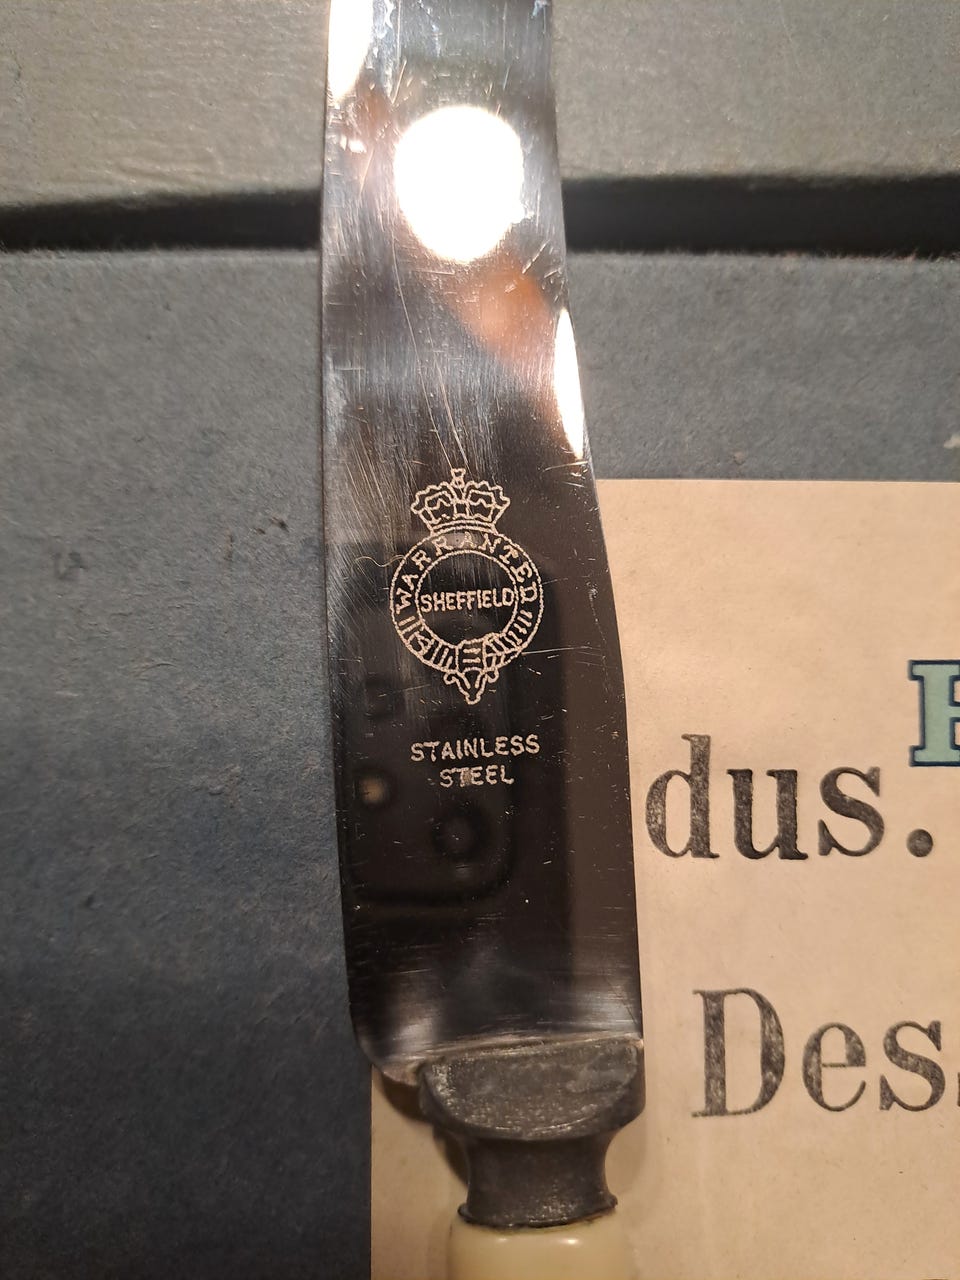 WARRANTED
SHEFFIELD
STAINLESS
STEEL
dus.
Des